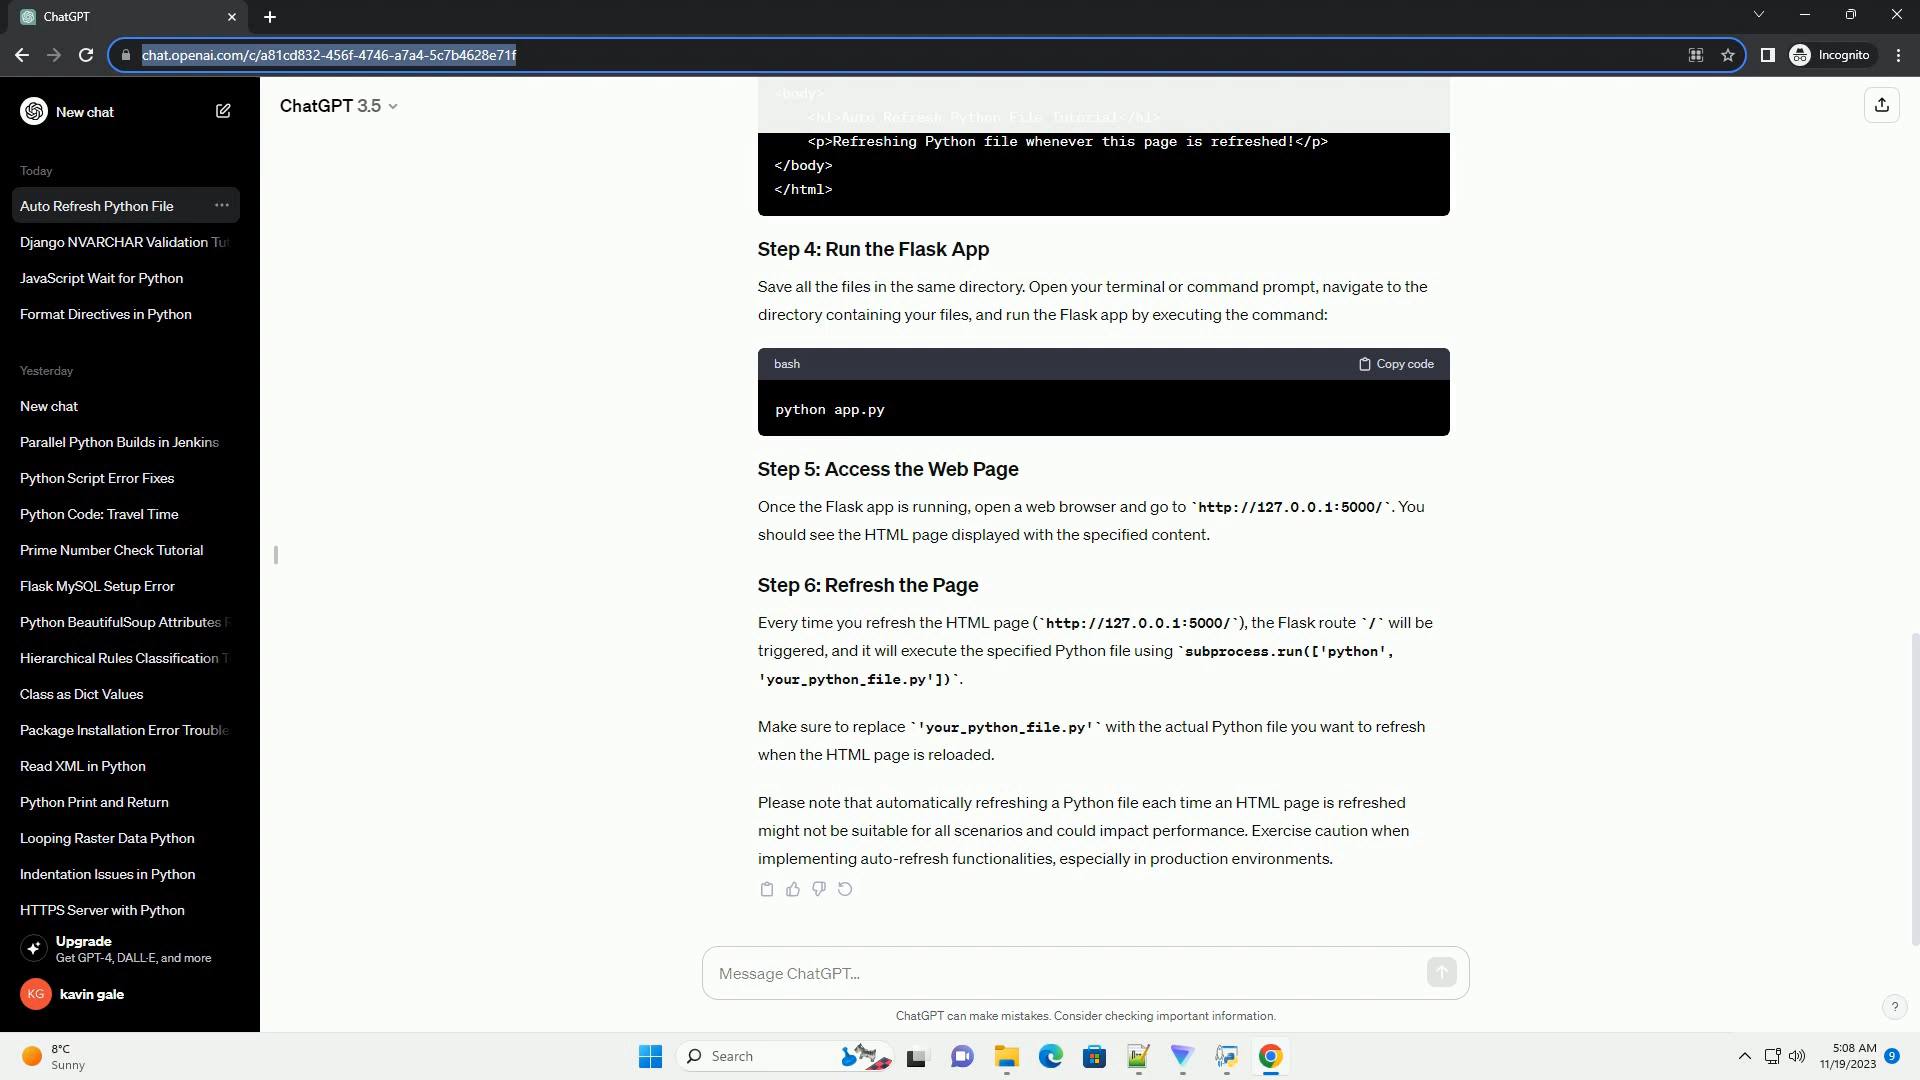 ChatGPT
chat.openai.com/c/a81cd832-456f-4746-a7a4-5c7b4628e71f
Incognito
New chat
Today
Auto Refresh Python File
Django NVARCHAR Validation Tu
JavaScript Wait for Python
Format Directives in Python
Yesterday
New chat
Parallel Python Builds in Jenkins
Python Script Error Fixes
Python Code: Travel Time
Prime Number Check Tutorial
Flask MySQL Setup Error
Python BeautifulSoup Attributes R
Hierarchical Rules Classification T
Class as Dict Values
Package Installation Error Trouble
Read XML in Python
Python Print and Return
Looping Raster Data Python
Indentation Issues in Python
HTTPS Server with Python
Upgrade
Get GPT-4, DALL·E, and more
KG kavin gale
ChatGPT 3.5
<body>
<h1>Auto Refresh Python File Tutorial</h1>
<p>Refreshing Python file whenever this page is refreshed!</p>
</body>
</html>
Step 4: Run the Flask App
Save all the files in the same directory. Open your terminal or command prompt, navigate to the
directory containing your files, and run the Flask app by executing the command:
bash Copy code
python app.py
Step 5: Access the Web Page
Once the Flask app is running, open a web browser and go to `http://127.0.0.1:5000/`. You
should see the HTML page displayed with the specified content.
Step 6: Refresh the Page
Every time you refresh the HTML page (`http://127.0.0.1:5000/`), the Flask route `/` will be
triggered, and it will execute the specified Python file using `subprocess.run(['python',
'your_python_file.py'])`.
Make sure to replace `'your_python_file.py'` with the actual Python file you want to refresh
when the HTML page is reloaded.
Please note that automatically refreshing a Python file each time an HTML page is refreshed
might not be suitable for all scenarios and could impact performance. Exercise caution when
implementing auto-refresh functionalities, especially in production environments.
Message ChatGPT...
ChatGPT can make mistakes. Consider checking important information.
?
8°C
Sunny
Search
5:08 AM
11/19/2023
9